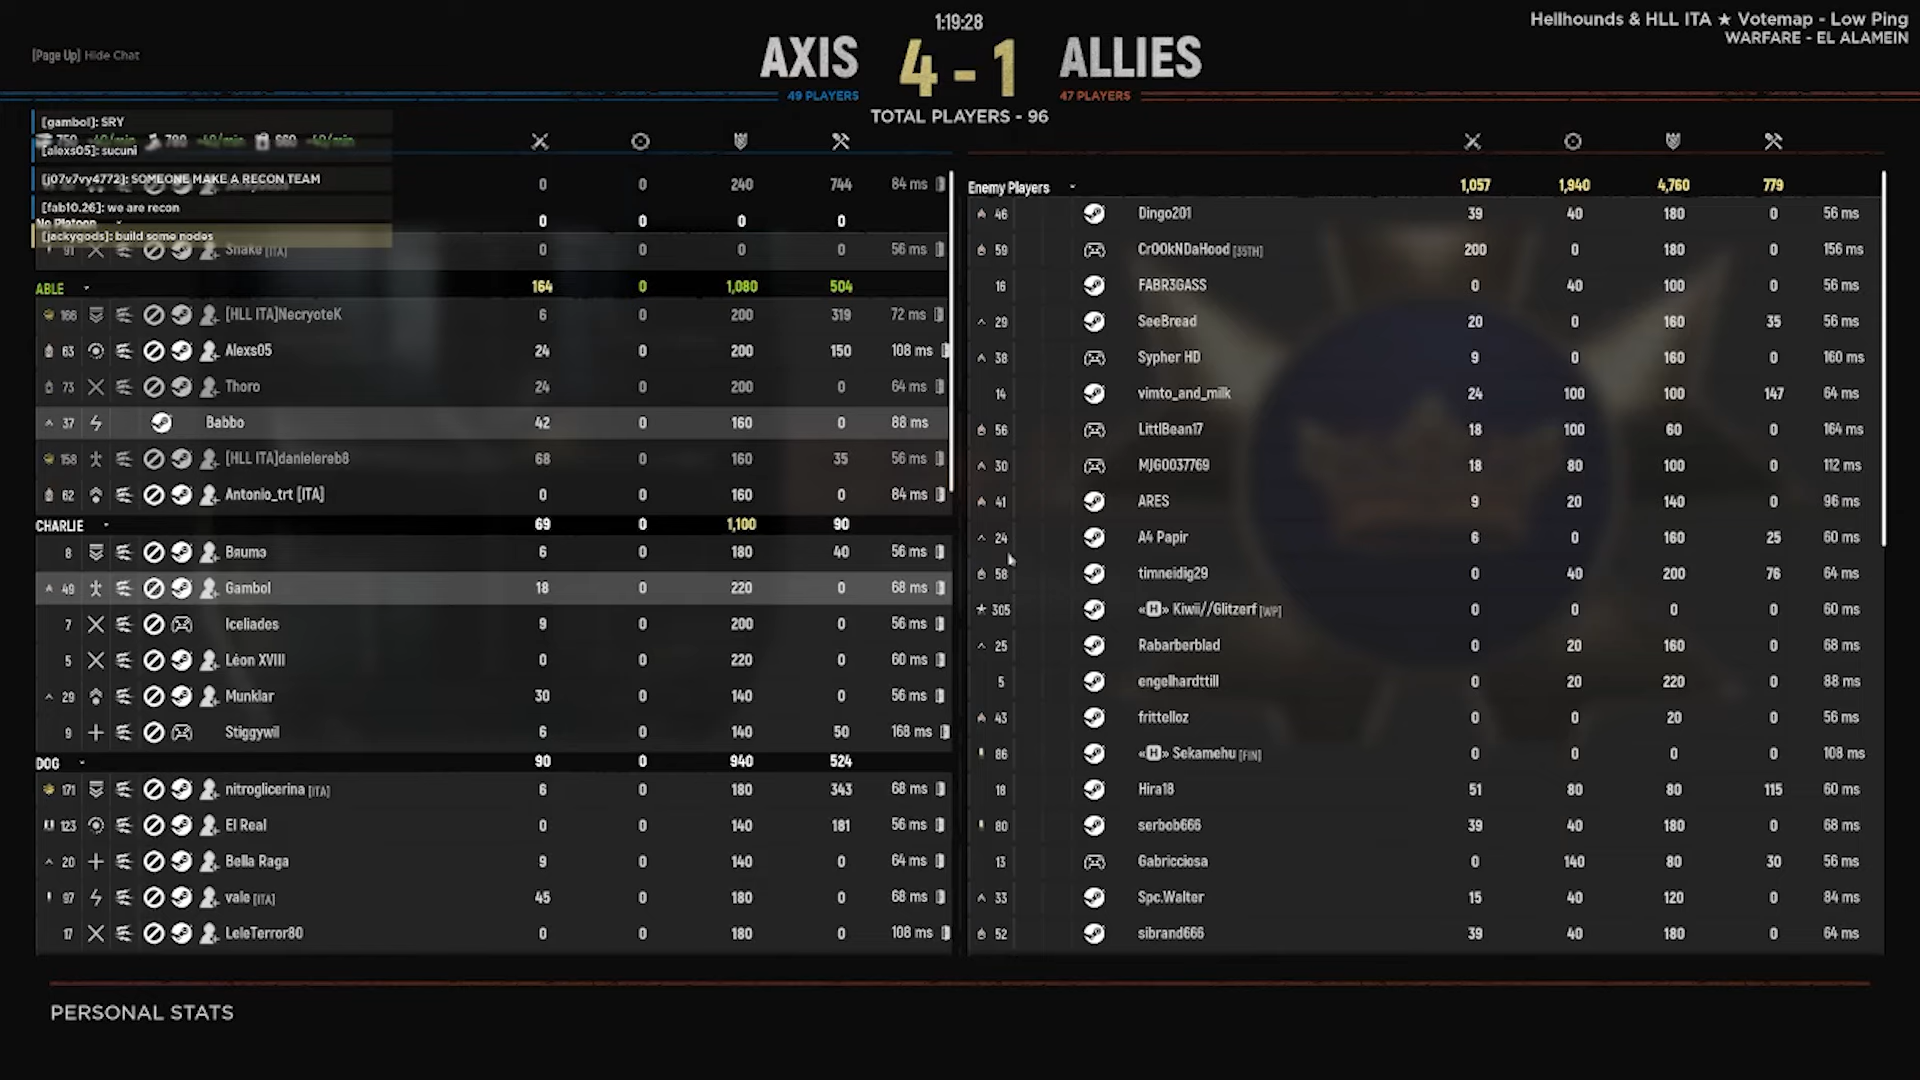 1:19:28
Hellhounds & HLL ITA ★ Votemap - Low Ping
WARFARE - EL ALAMEIN
[Page Up] Hide Chat
AXIS 4 - 1 ALLIES
49 PLAYERS 47 PLAYERS
TOTAL PLAYERS - 96
[gambol]: SRY
750 -40/min 780 -40/min 960 -40/min
[alexs05]: sucuni
[j07v7vy4772]: SOMEONE MAKE A RECON TEAM
0 0 240 744 84 ms
[fab10.26]: we are recon
No Platoon 0 0 0 0
[jackygods]: build some nodes
91 Snake [ITA] 0 0 0 0 56 ms
ABLE 164 0 1,080 504
166 [HLL ITA]NecryoteK 6 0 200 319 72 ms
63 Alexs05 24 0 200 150 108 ms
73 Thoro 24 0 200 0 64 ms
37 Babbo 42 0 160 0 88 ms
158 [HLL ITA]danielereb8 68 0 160 35 56 ms
62 Antonio_trt [ITA] 0 0 160 0 84 ms
CHARLIE 69 0 1,100 90
8 Bяumə 6 0 180 40 56 ms
49 Gambol 18 0 220 0 68 ms
7 Iceliades 9 0 200 0 56 ms
5 Léon XVIII 0 0 220 0 60 ms
29 Munklar 30 0 140 0 56 ms
9 Stiggywil 6 0 140 50 168 ms
DOG 90 0 940 524
171 nitroglicerina [ITA] 6 0 180 343 68 ms
123 El Real 0 0 140 181 56 ms
20 Bella Raga 9 0 140 0 64 ms
97 vale [ITA] 45 0 180 0 68 ms
17 LeleTerror80 0 0 180 0 108 ms
Enemy Players 1,057 1,940 4,760 779
46 Dingo201 39 40 180 0 56 ms
59 CrOOkNDaHood [35TH] 200 0 180 0 156 ms
16 FABR3GASS 0 40 100 0 56 ms
29 SeeBread 20 0 160 35 56 ms
38 Sypher HD 9 0 160 0 160 ms
14 vimto_and_milk 24 100 100 147 64 ms
56 LittlBean17 18 100 60 0 164 ms
30 MJG0037769 18 80 100 0 112 ms
41 ARES 9 20 140 0 96 ms
24 A4 Papir 6 0 160 25 60 ms
58 timneidig29 0 40 200 76 64 ms
305 «H» Kiwii//Glitzerf [WP] 0 0 0 0 60 ms
25 Rabarberblad 0 20 160 0 68 ms
5 engelhardttill 0 20 220 0 88 ms
43 frittelloz 0 0 20 0 56 ms
86 «H» Sekamehu [FIN] 0 0 0 0 108 ms
18 Hira18 51 80 80 115 60 ms
80 serbob666 39 40 180 0 68 ms
13 Gabricciosa 0 140 80 30 56 ms
33 Spc.Walter 15 40 120 0 84 ms
52 sibrand666 39 40 180 0 64 ms
PERSONAL STATS